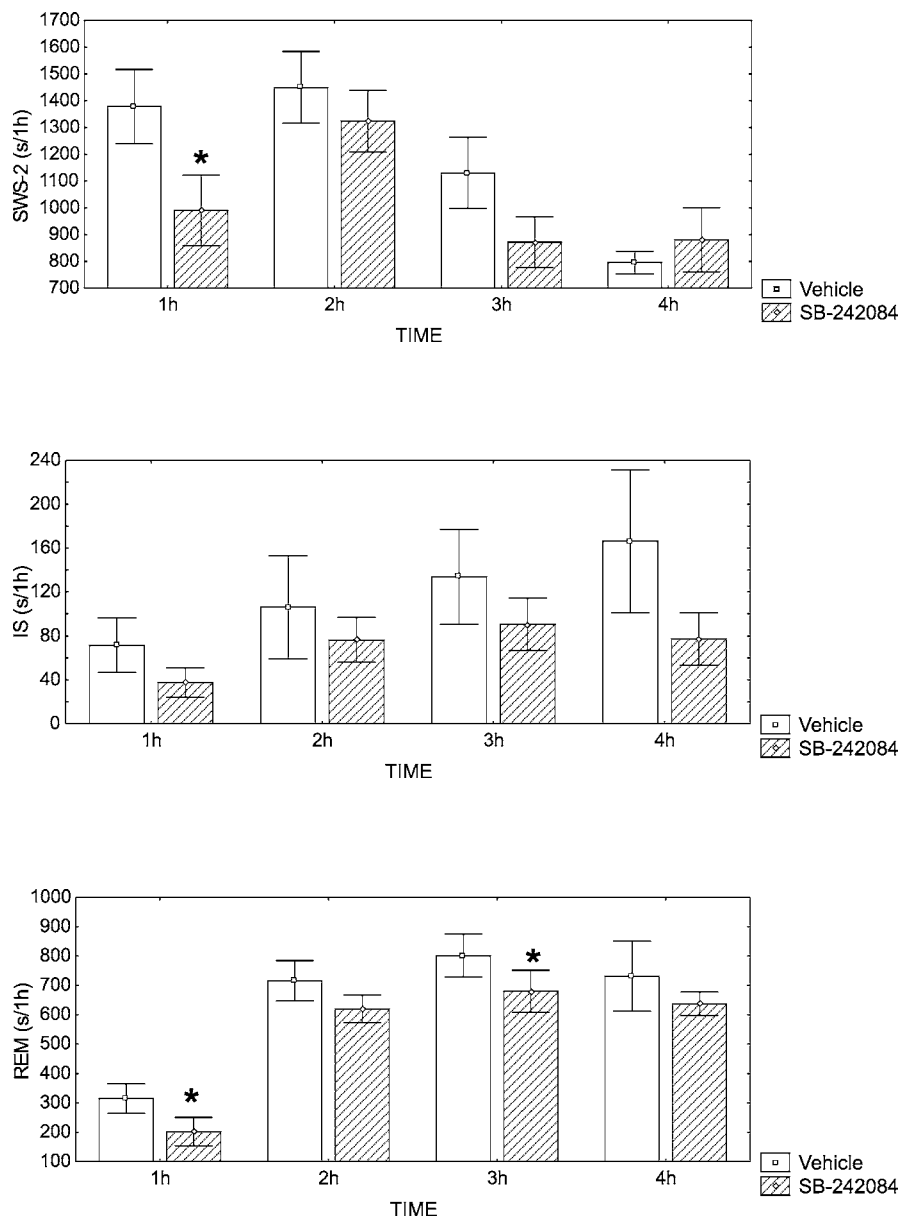 SWS-2 (s/1h)
1700
1600
1500
1400
1300
1200
1100
1000
900
800
700
*
1h 2h 3h 4h
TIME
Vehicle
SB-242084
IS (s/1h)
240
200
160
120
80
40
0
1h 2h 3h 4h
TIME
Vehicle
SB-242084
REM (s/1h)
1000
900
800
700
600
500
400
300
200
100
* *
1h 2h 3h 4h
TIME
Vehicle
SB-242084